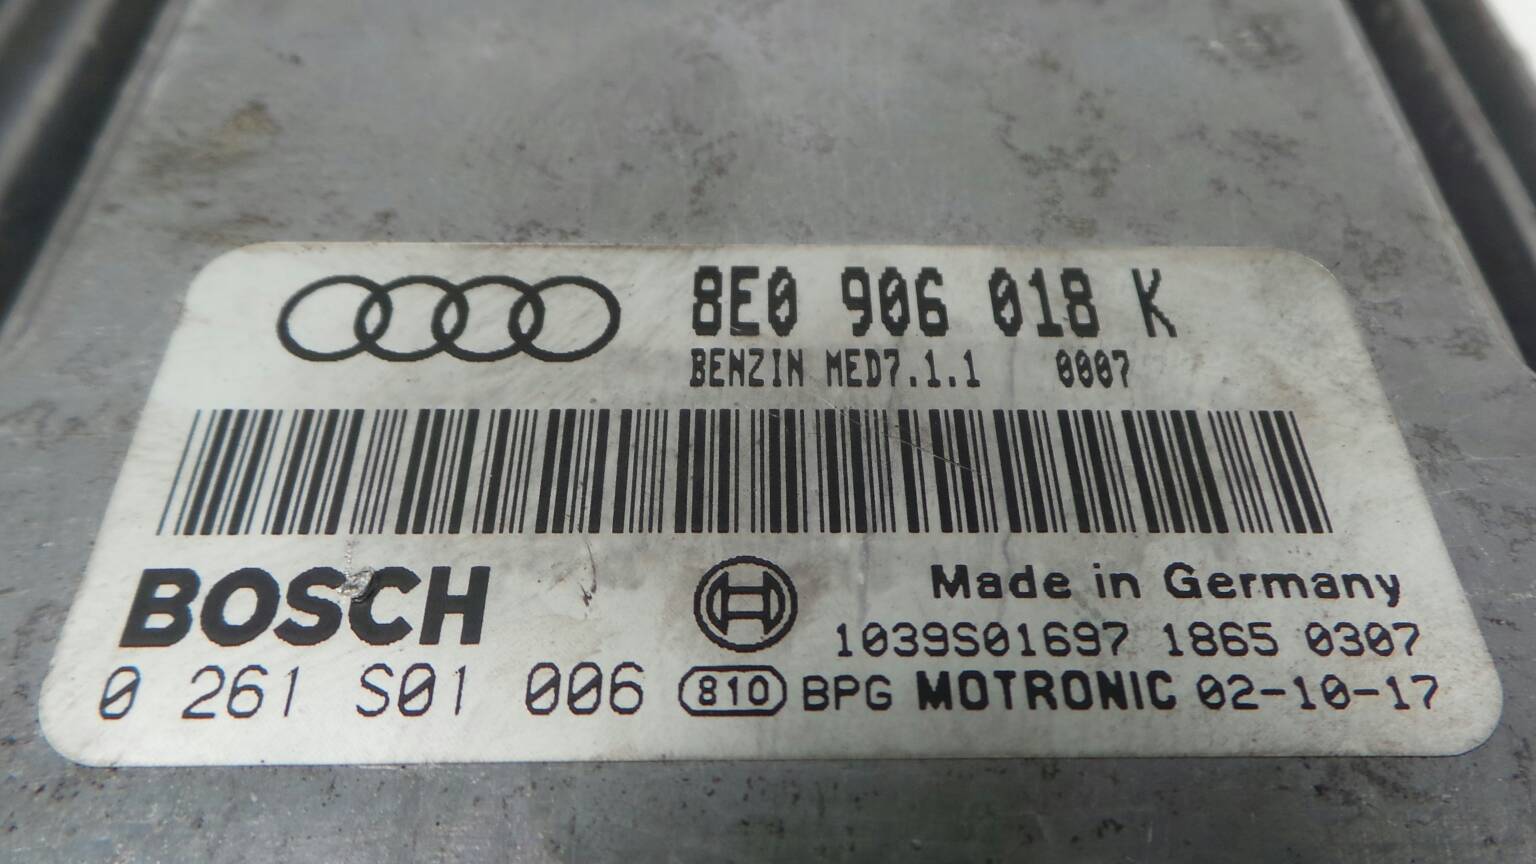 8E0 906 018 K
BENZIN MED7.1.1 0007
BOSCH
Made in Germany
1039S01697 1865 0307
0 261 S01 006 810 BPG MOTRONIC 02-10-17